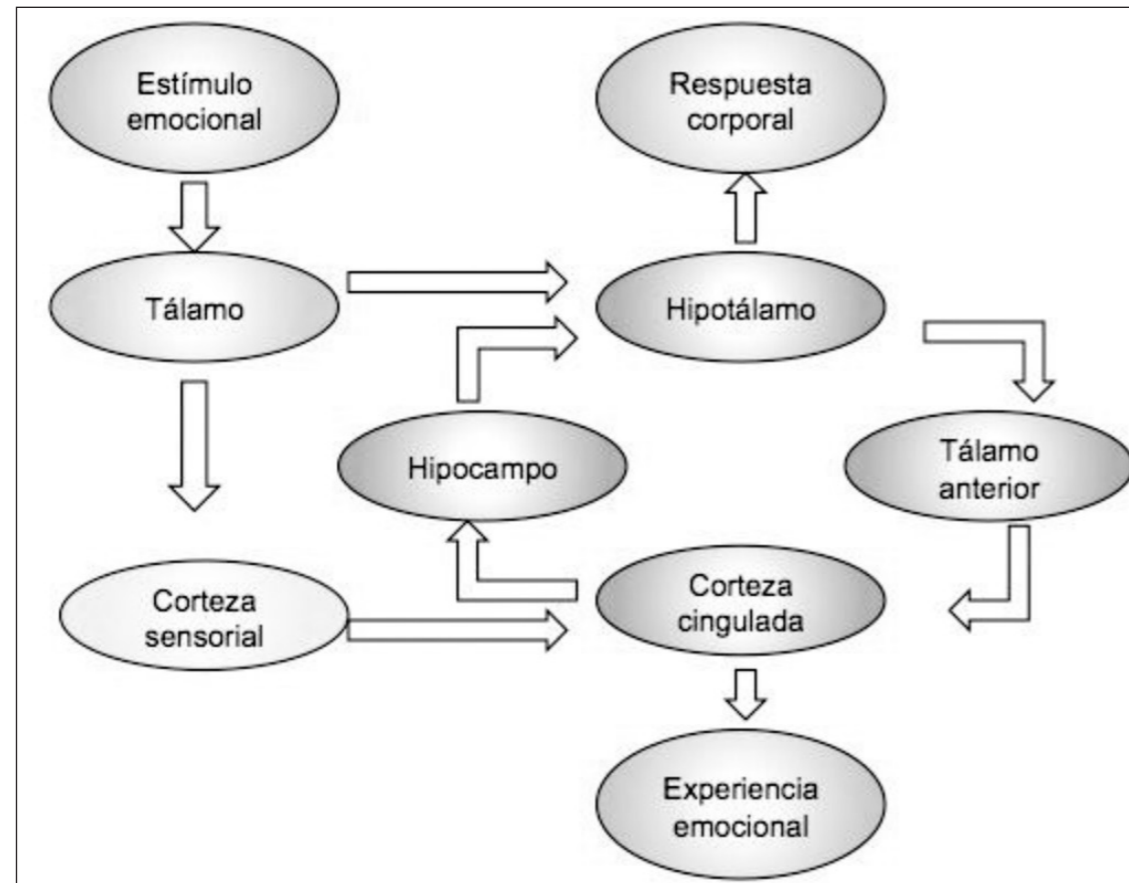 Estímulo
emocional
Respuesta
corporal
Tálamo
Hipotálamo
Hipocampo
Tálamo
anterior
Corteza
sensorial
Corteza
cingulada
Experiencia
emocional